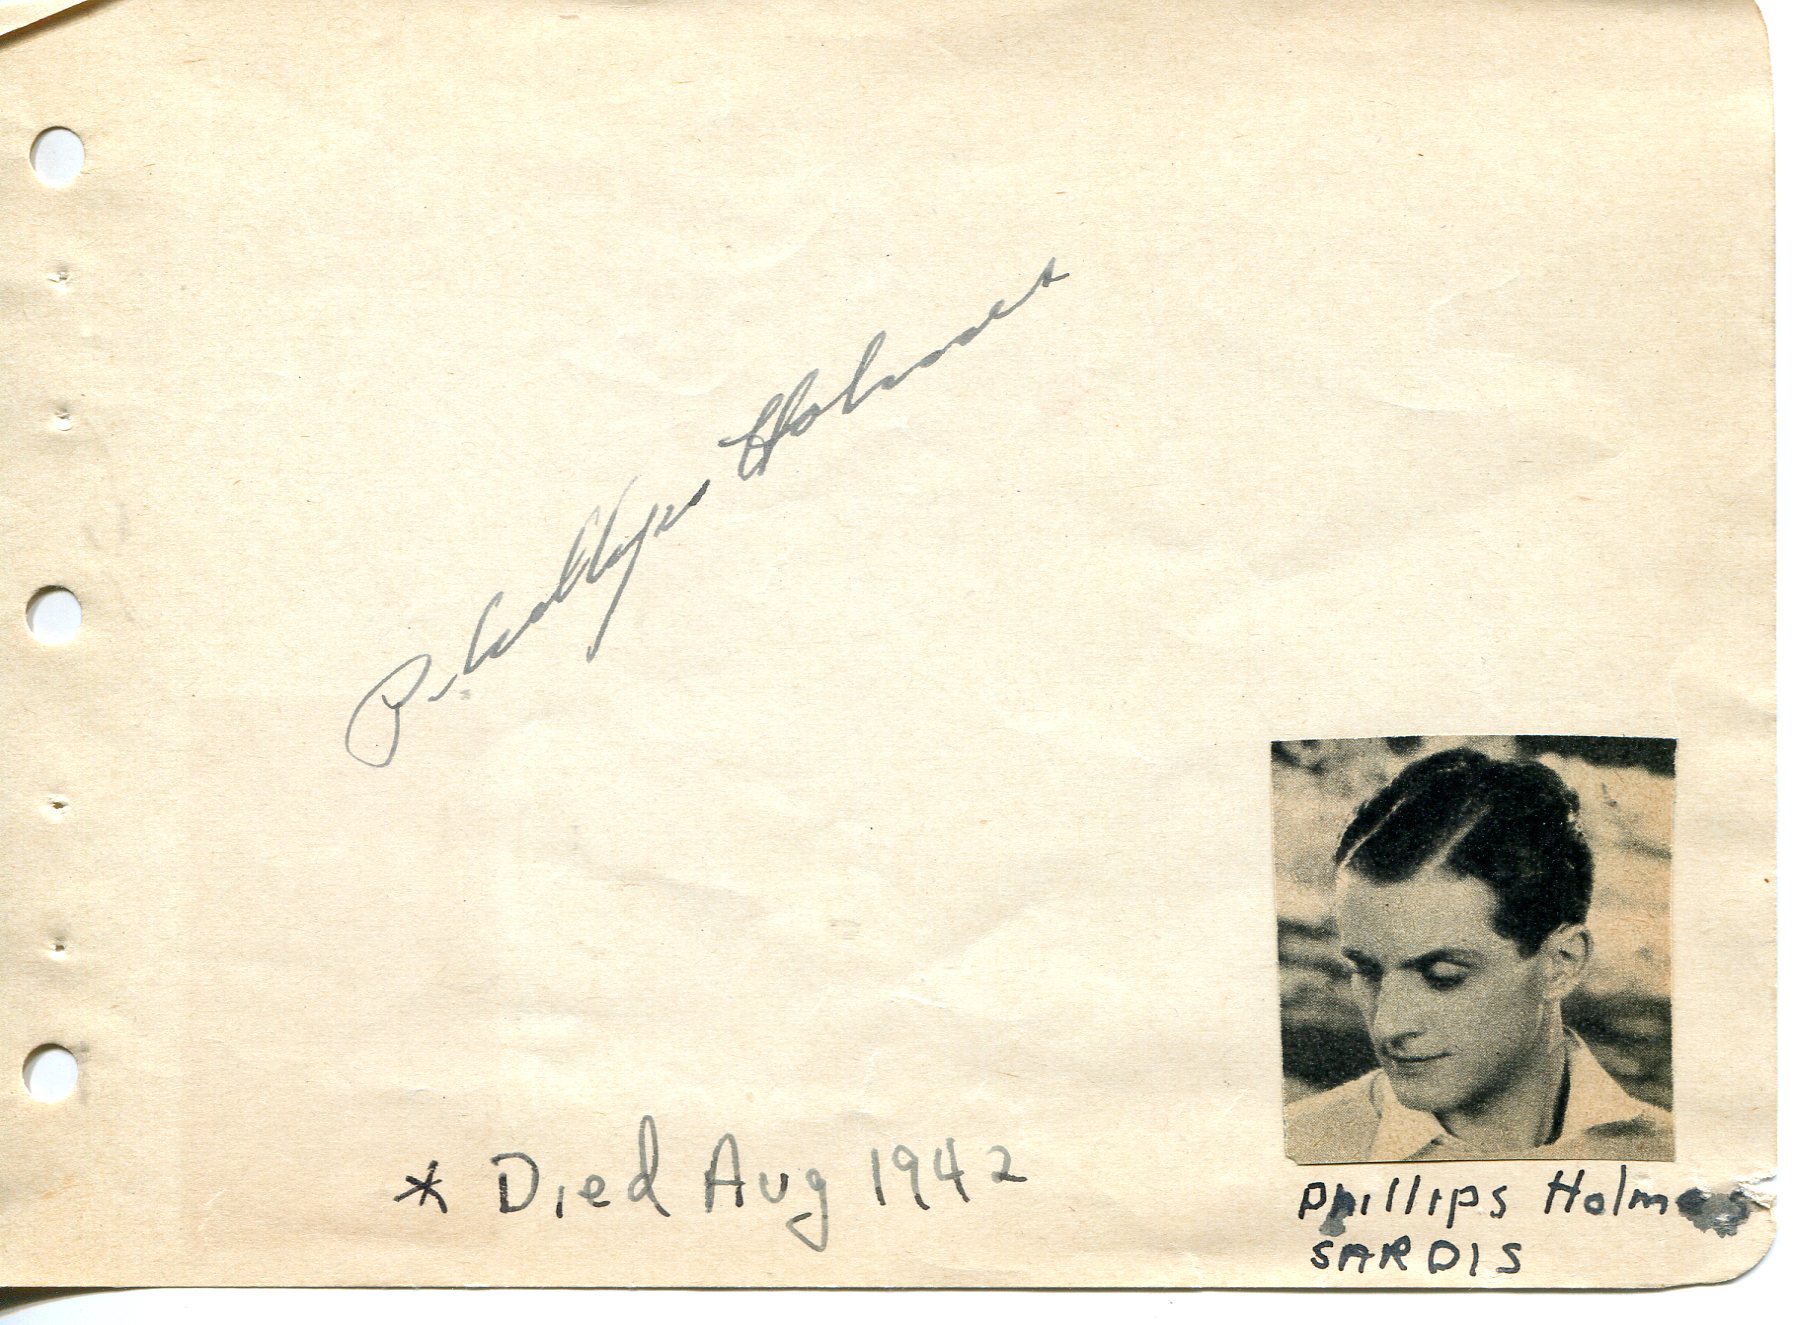 Phillips Holmes
* Died Aug 1942
Phillips Holmes
SARDIS